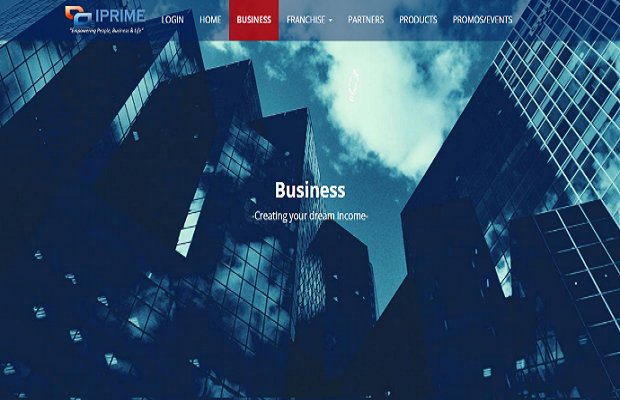 IPRIME
"Empowering People, Business & Life"
LOGIN HOME BUSINESS FRANCHISE PARTNERS PRODUCTS PROMOS/EVENTS
Business
-Creating your dream income-